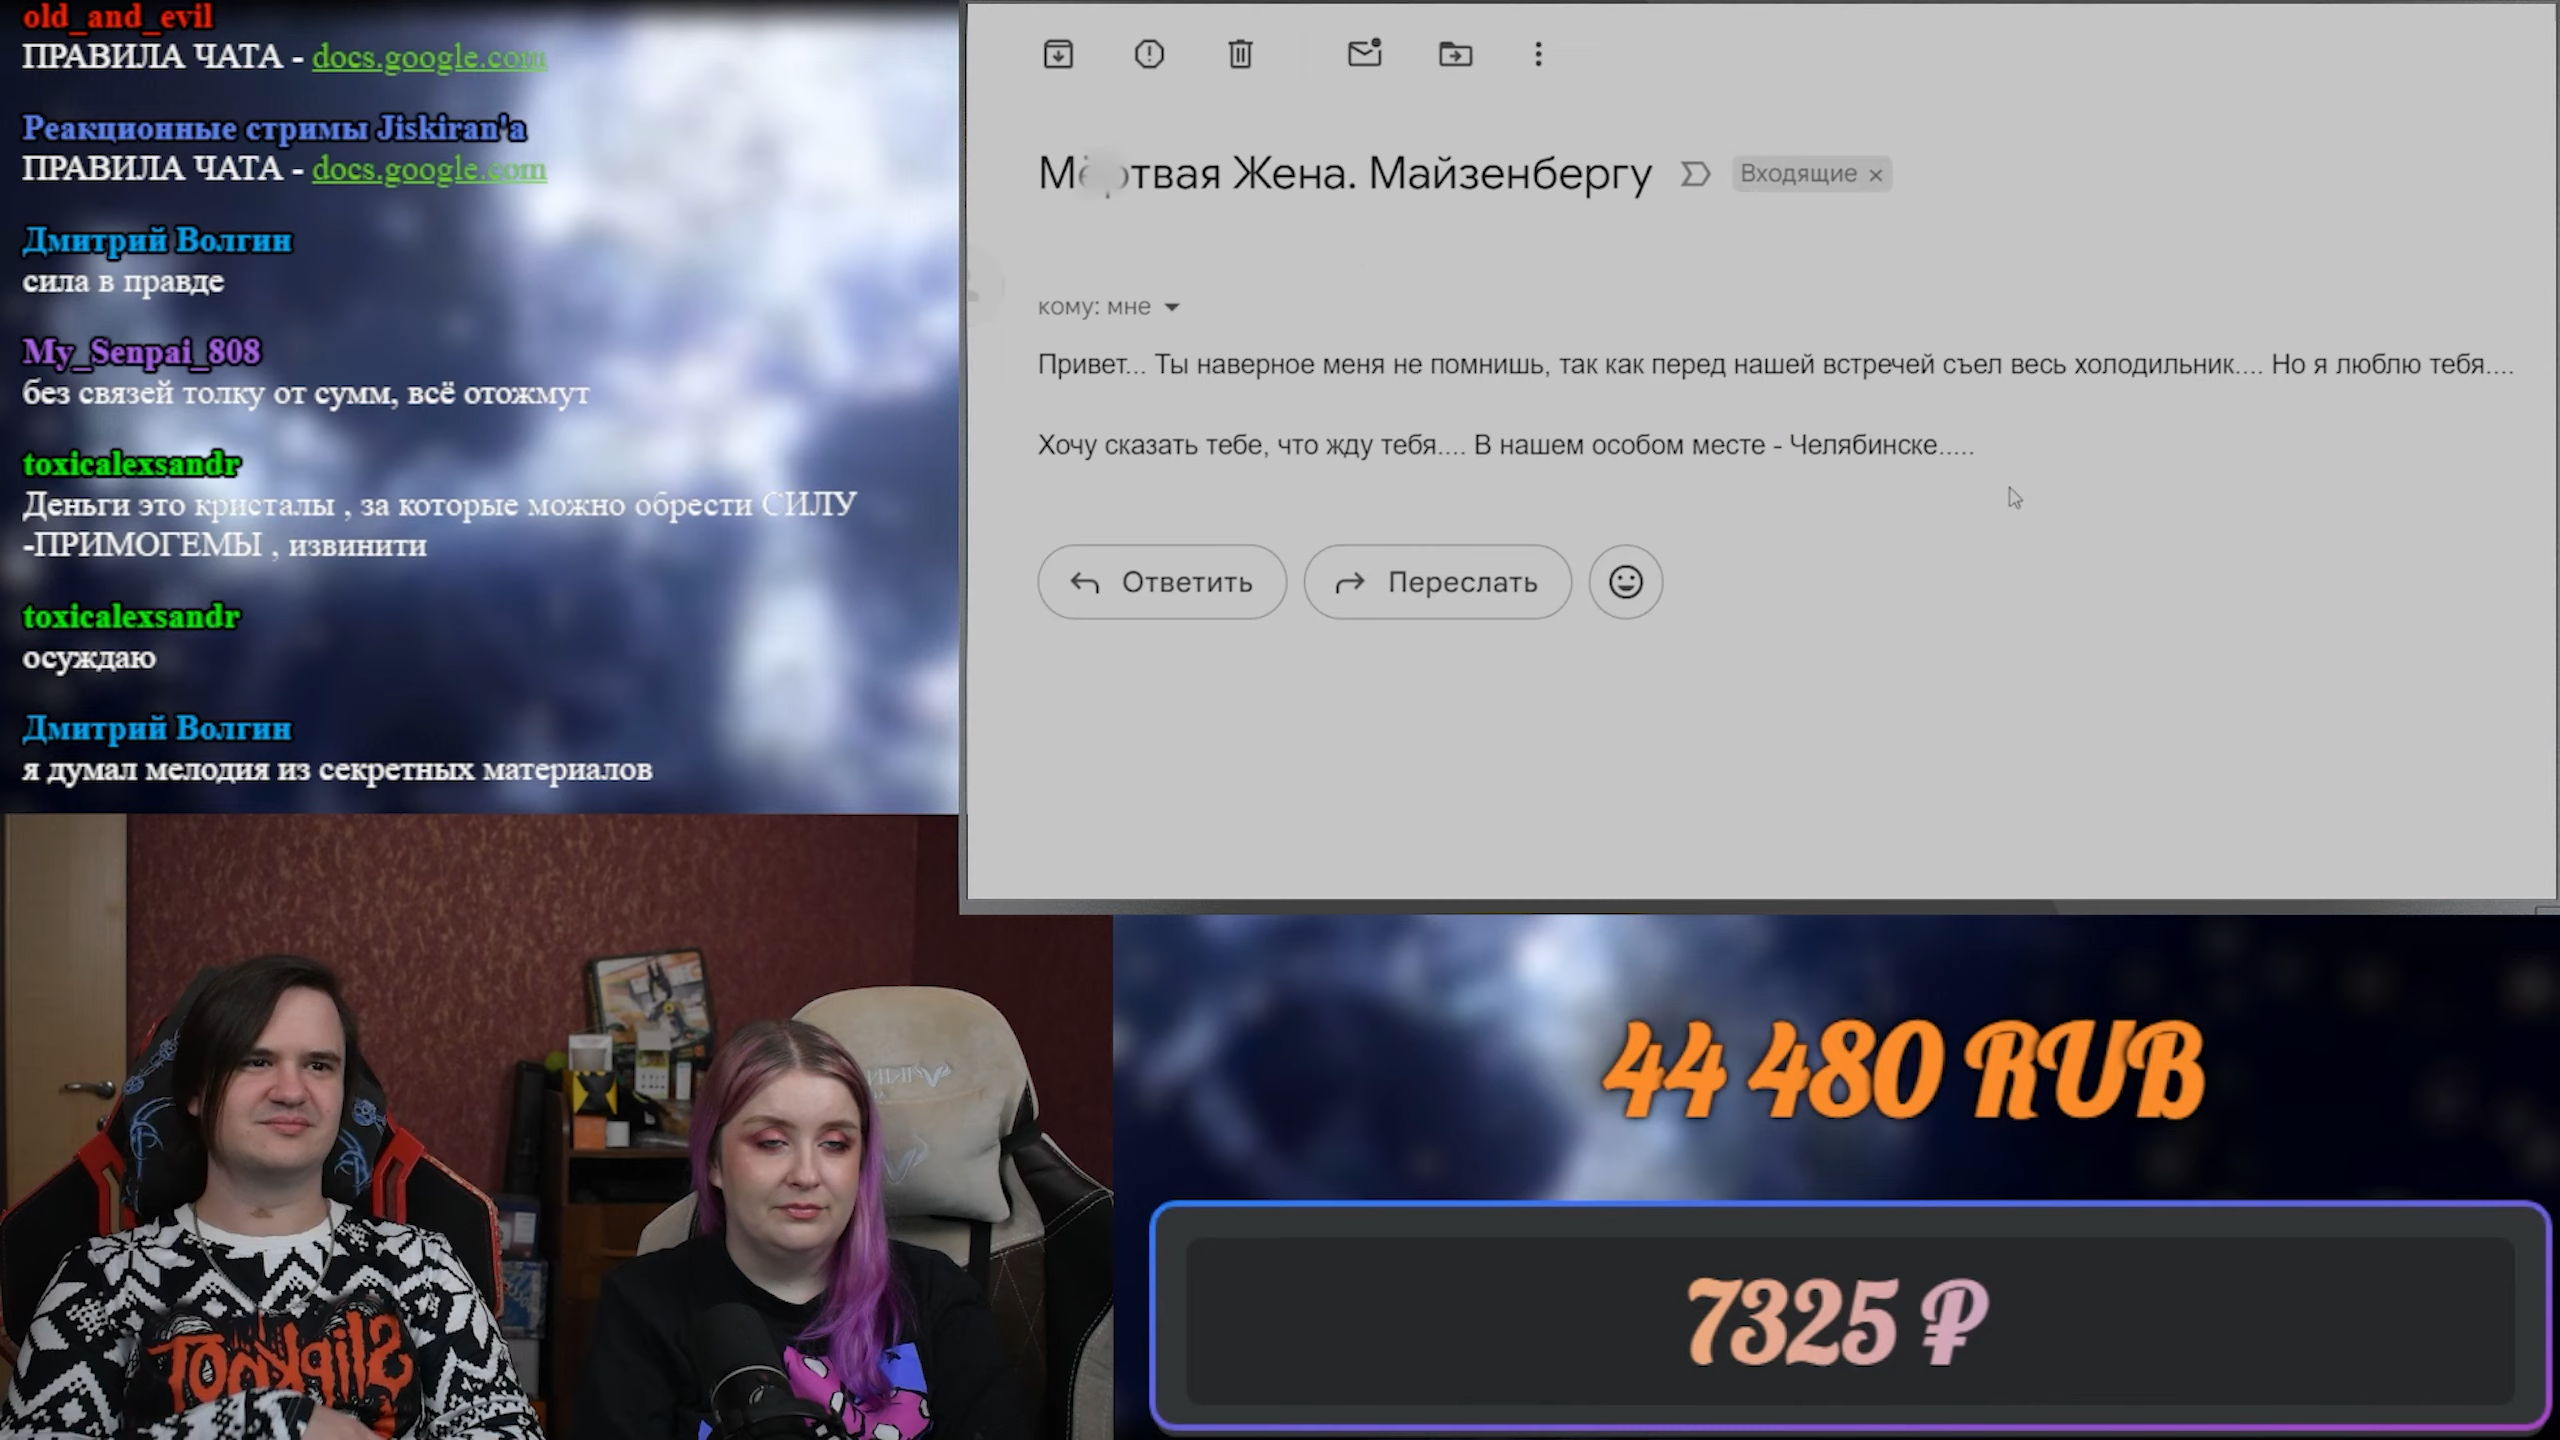 old_and_evil
ПРАВИЛА ЧАТА - docs.google.com
Реакционные стримы Jiskiran'a
ПРАВИЛА ЧАТА - docs.google.com
Дмитрий Волгин
сила в правде
My_Senpai_808
без связей толку от сумм, всё отожмут
toxicalexsandr
Деньги это кристалы , за которые можно обрести СИЛУ
-ПРИМОГЕМЫ , извинити
toxicalexsandr
осуждаю
Дмитрий Волгин
я думал мелодия из секретных материалов
Мёртвая Жена. Майзенбергу
Входящие ×
кому: мне
Привет... Ты наверное меня не помнишь, так как перед нашей встречей съел весь холодильник.... Но я люблю тебя....
Хочу сказать тебе, что жду тебя.... В нашем особом месте - Челябинске.....
Ответить
Переслать
Slipknot
44 480 RUB
7325 ₽